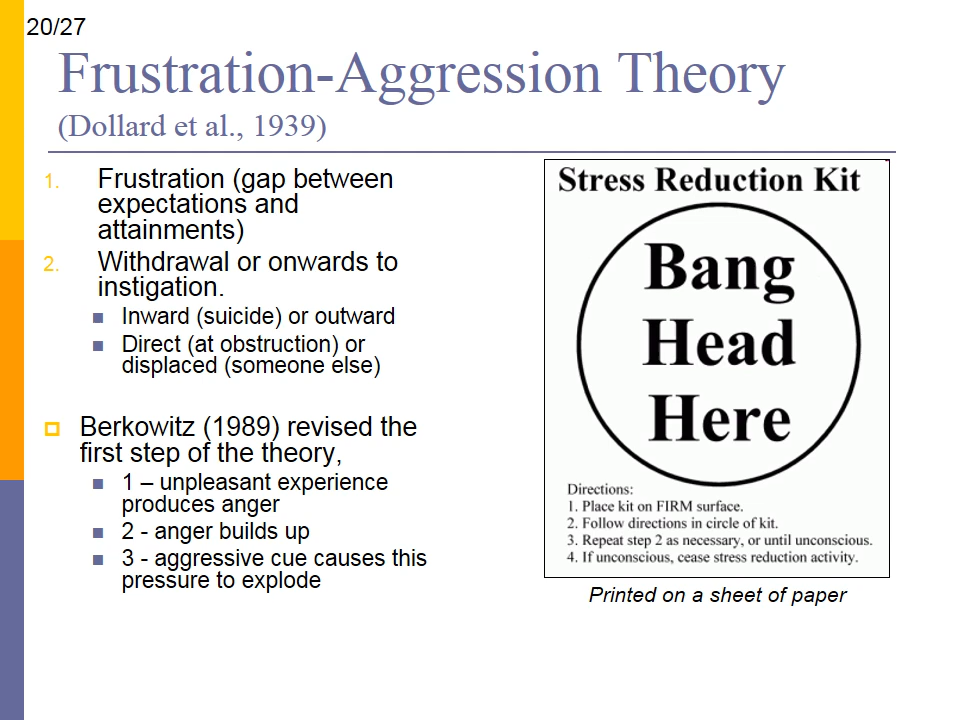 20/27
Frustration-Aggression Theory
(Dollard et al., 1939)
1. Frustration (gap between
expectations and
attainments)
2. Withdrawal or onwards to
instigation.
Inward (suicide) or outward
Direct (at obstruction) or
displaced (someone else)
Berkowitz (1989) revised the
first step of the theory,
1 – unpleasant experience
produces anger
2 - anger builds up
3 - aggressive cue causes this
pressure to explode
Stress Reduction Kit
Bang
Head
Here
Directions:
1. Place kit on FIRM surface.
2. Follow directions in circle of kit.
3. Repeat step 2 as necessary, or until unconscious.
4. If unconscious, cease stress reduction activity.
Printed on a sheet of paper